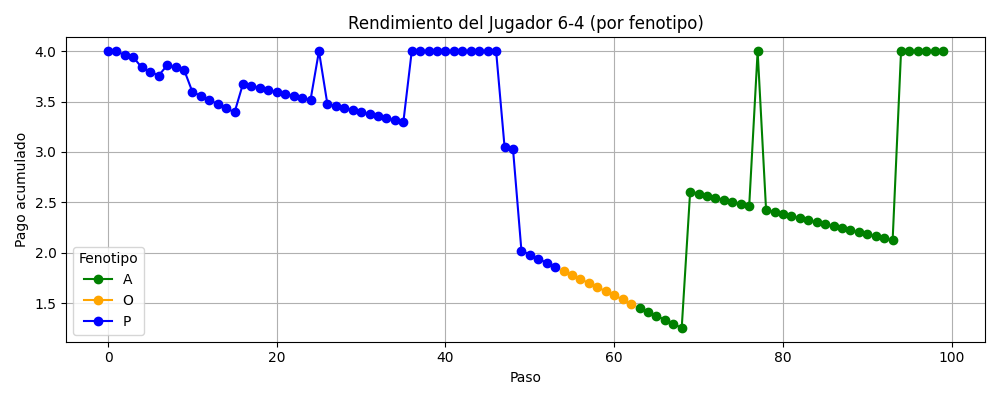 Rendimiento del Jugador 6-4 (por fenotipo)
Pago acumulado
4.0
3.5
3.0
2.5
2.0
1.5
Fenotipo
A
O
P
0 20 40 60 80 100
Paso